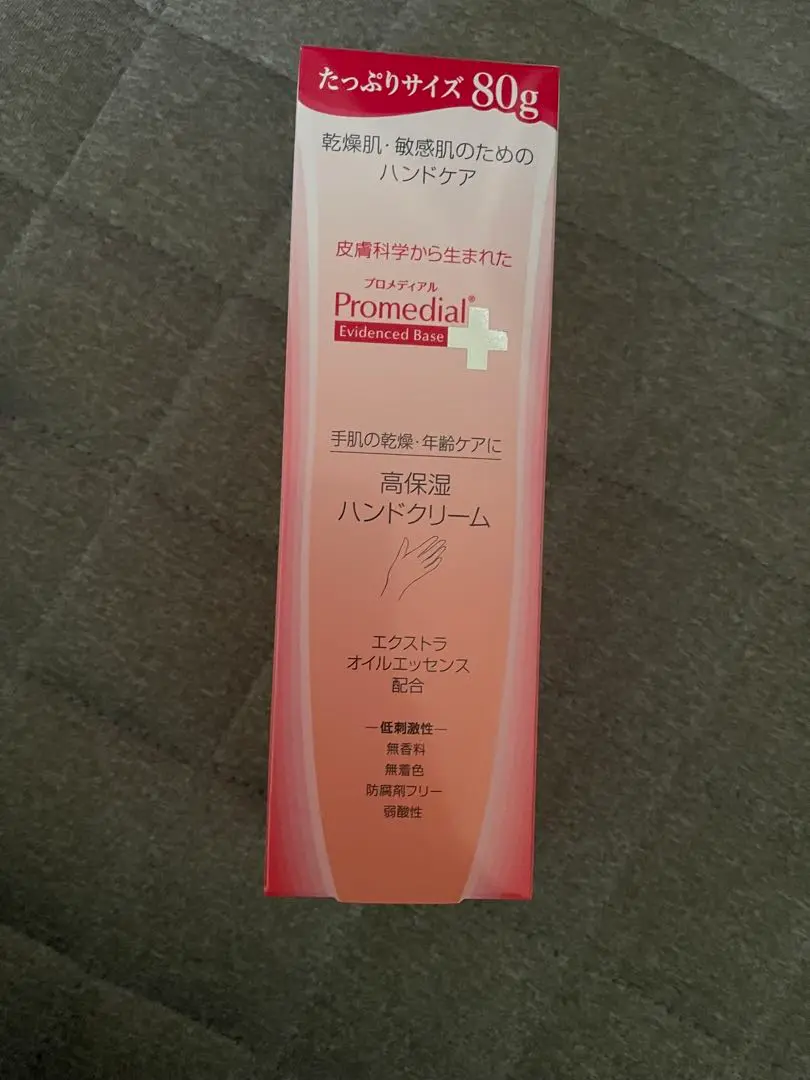 たっぷりサイズ 80g
乾燥肌・敏感肌のための
ハンドケア
皮膚科学から生まれた
プロメディアル
Promedial®
Evidenced Base
手肌の乾燥・年齢ケアに
高保湿
ハンドクリーム
エクストラ
オイルエッセンス
配合
―低刺激性―
無香料
無着色
防腐剤フリー
弱酸性